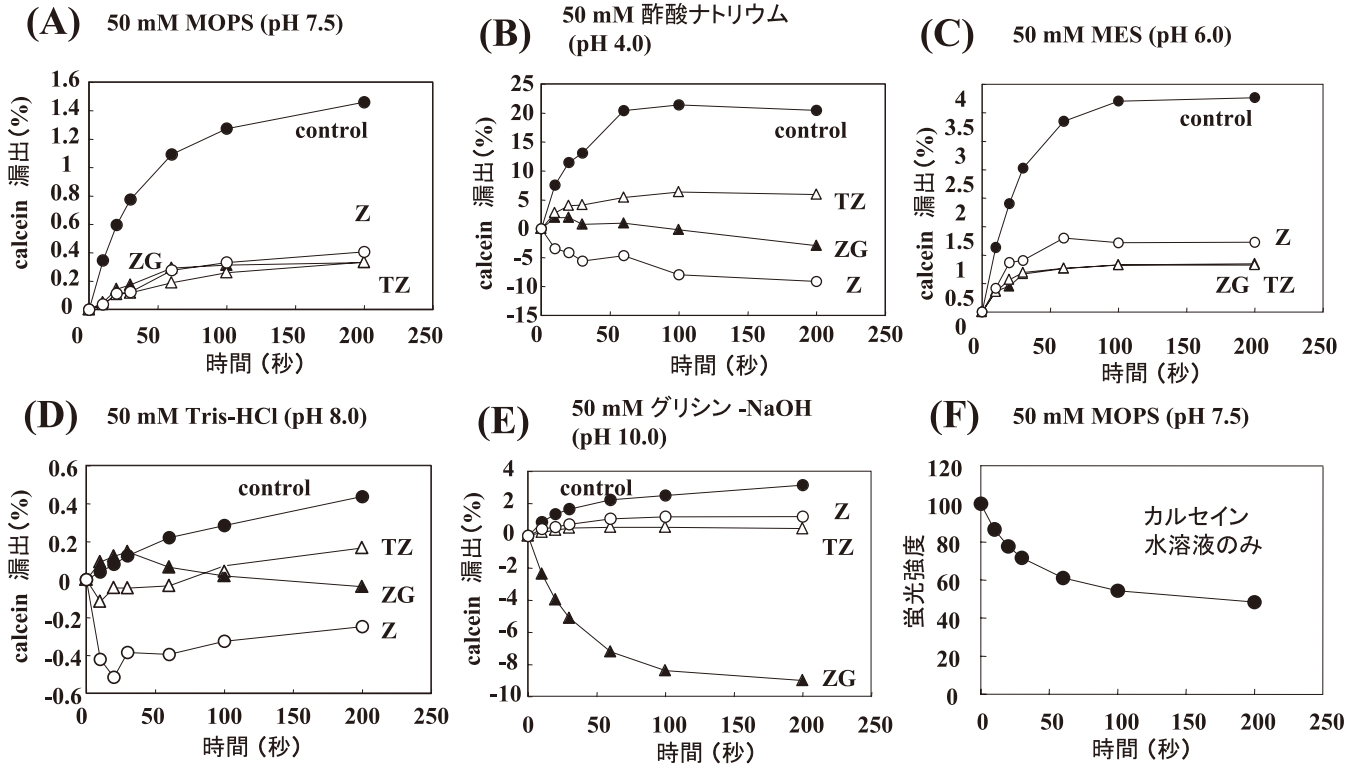 (A) 50 mM MOPS (pH 7.5)
calcein 漏出(%)
1.6
1.4
1.2
1
0.8
0.6
0.4
0.2
0
control
Z
ZG
TZ
0 50 100 150 200 250
時間 (秒)
(B) 50 mM 酢酸ナトリウム
(pH 4.0)
calcein 漏出(%)
25
20
15
10
5
0
-5
-10
-15
control
TZ
ZG
Z
0 50 100 150 200 250
時間 (秒)
(C) 50 mM MES (pH 6.0)
calcein 漏出(%)
4
3.5
3
2.5
2
1.5
1
0.5
0
control
Z
ZG TZ
0 50 100 150 200 250
時間 (秒)
(D) 50 mM Tris-HCl (pH 8.0)
calcein 漏出(%)
0.6
0.4
0.2
0
-0.2
-0.4
-0.6
control
TZ
ZG
Z
0 50 100 150 200 250
時間 (秒)
(E) 50 mM グリシン -NaOH
(pH 10.0)
calcein 漏出(%)
4
2
0
-2
-4
-6
-8
-10
control
Z
TZ
ZG
0 50 100 150 200 250
時間 (秒)
(F) 50 mM MOPS (pH 7.5)
蛍光強度
120
100
80
60
40
20
0
カルセイン
水溶液のみ
0 50 100 150 200 250
時間 (秒)